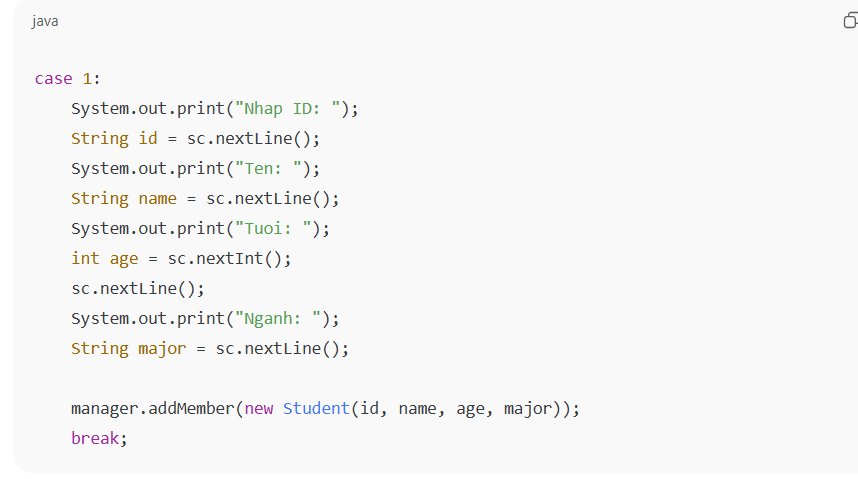 java
case 1:
    System.out.print("Nhap ID: ");
    String id = sc.nextLine();
    System.out.print("Ten: ");
    String name = sc.nextLine();
    System.out.print("Tuoi: ");
    int age = sc.nextInt();
    sc.nextLine();
    System.out.print("Nganh: ");
    String major = sc.nextLine();
    manager.addMember(new Student(id, name, age, major));
    break;